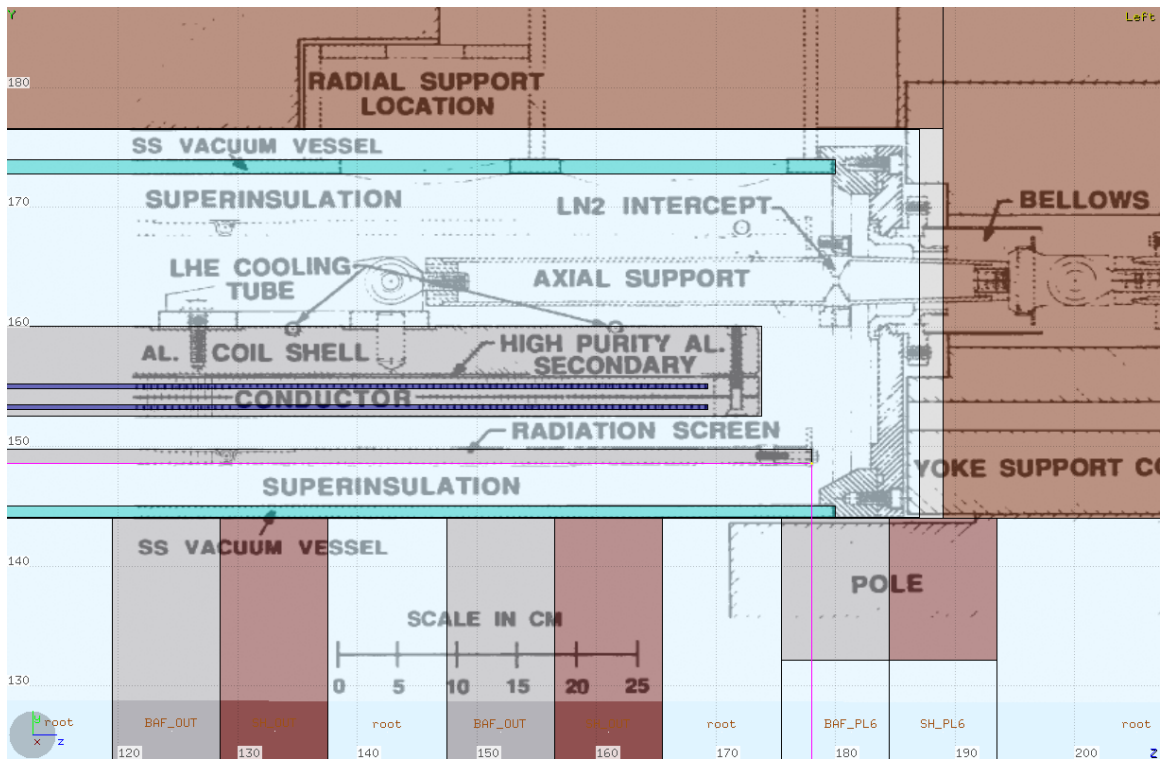 Y
Left
180
RADIAL SUPPORT
LOCATION
SS VACUUM VESSEL
170
SUPERINSULATION
LN2 INTERCEPT
BELLOWS
LHE COOLING
TUBE
AXIAL SUPPORT
160
AL. COIL SHELL
HIGH PURITY AL.
SECONDARY
CONDUCTOR
150
RADIATION SCREEN
YOKE SUPPORT CO
SUPERINSULATION
SS VACUUM VESSEL
140
POLE
SCALE IN CM
0 5 10 15 20 25
130
root BAF_OUT root BAF_OUT root BAF_PL6 SH_PL6 root
y
x z
120 130 140 150 160 170 180 190 200 Z